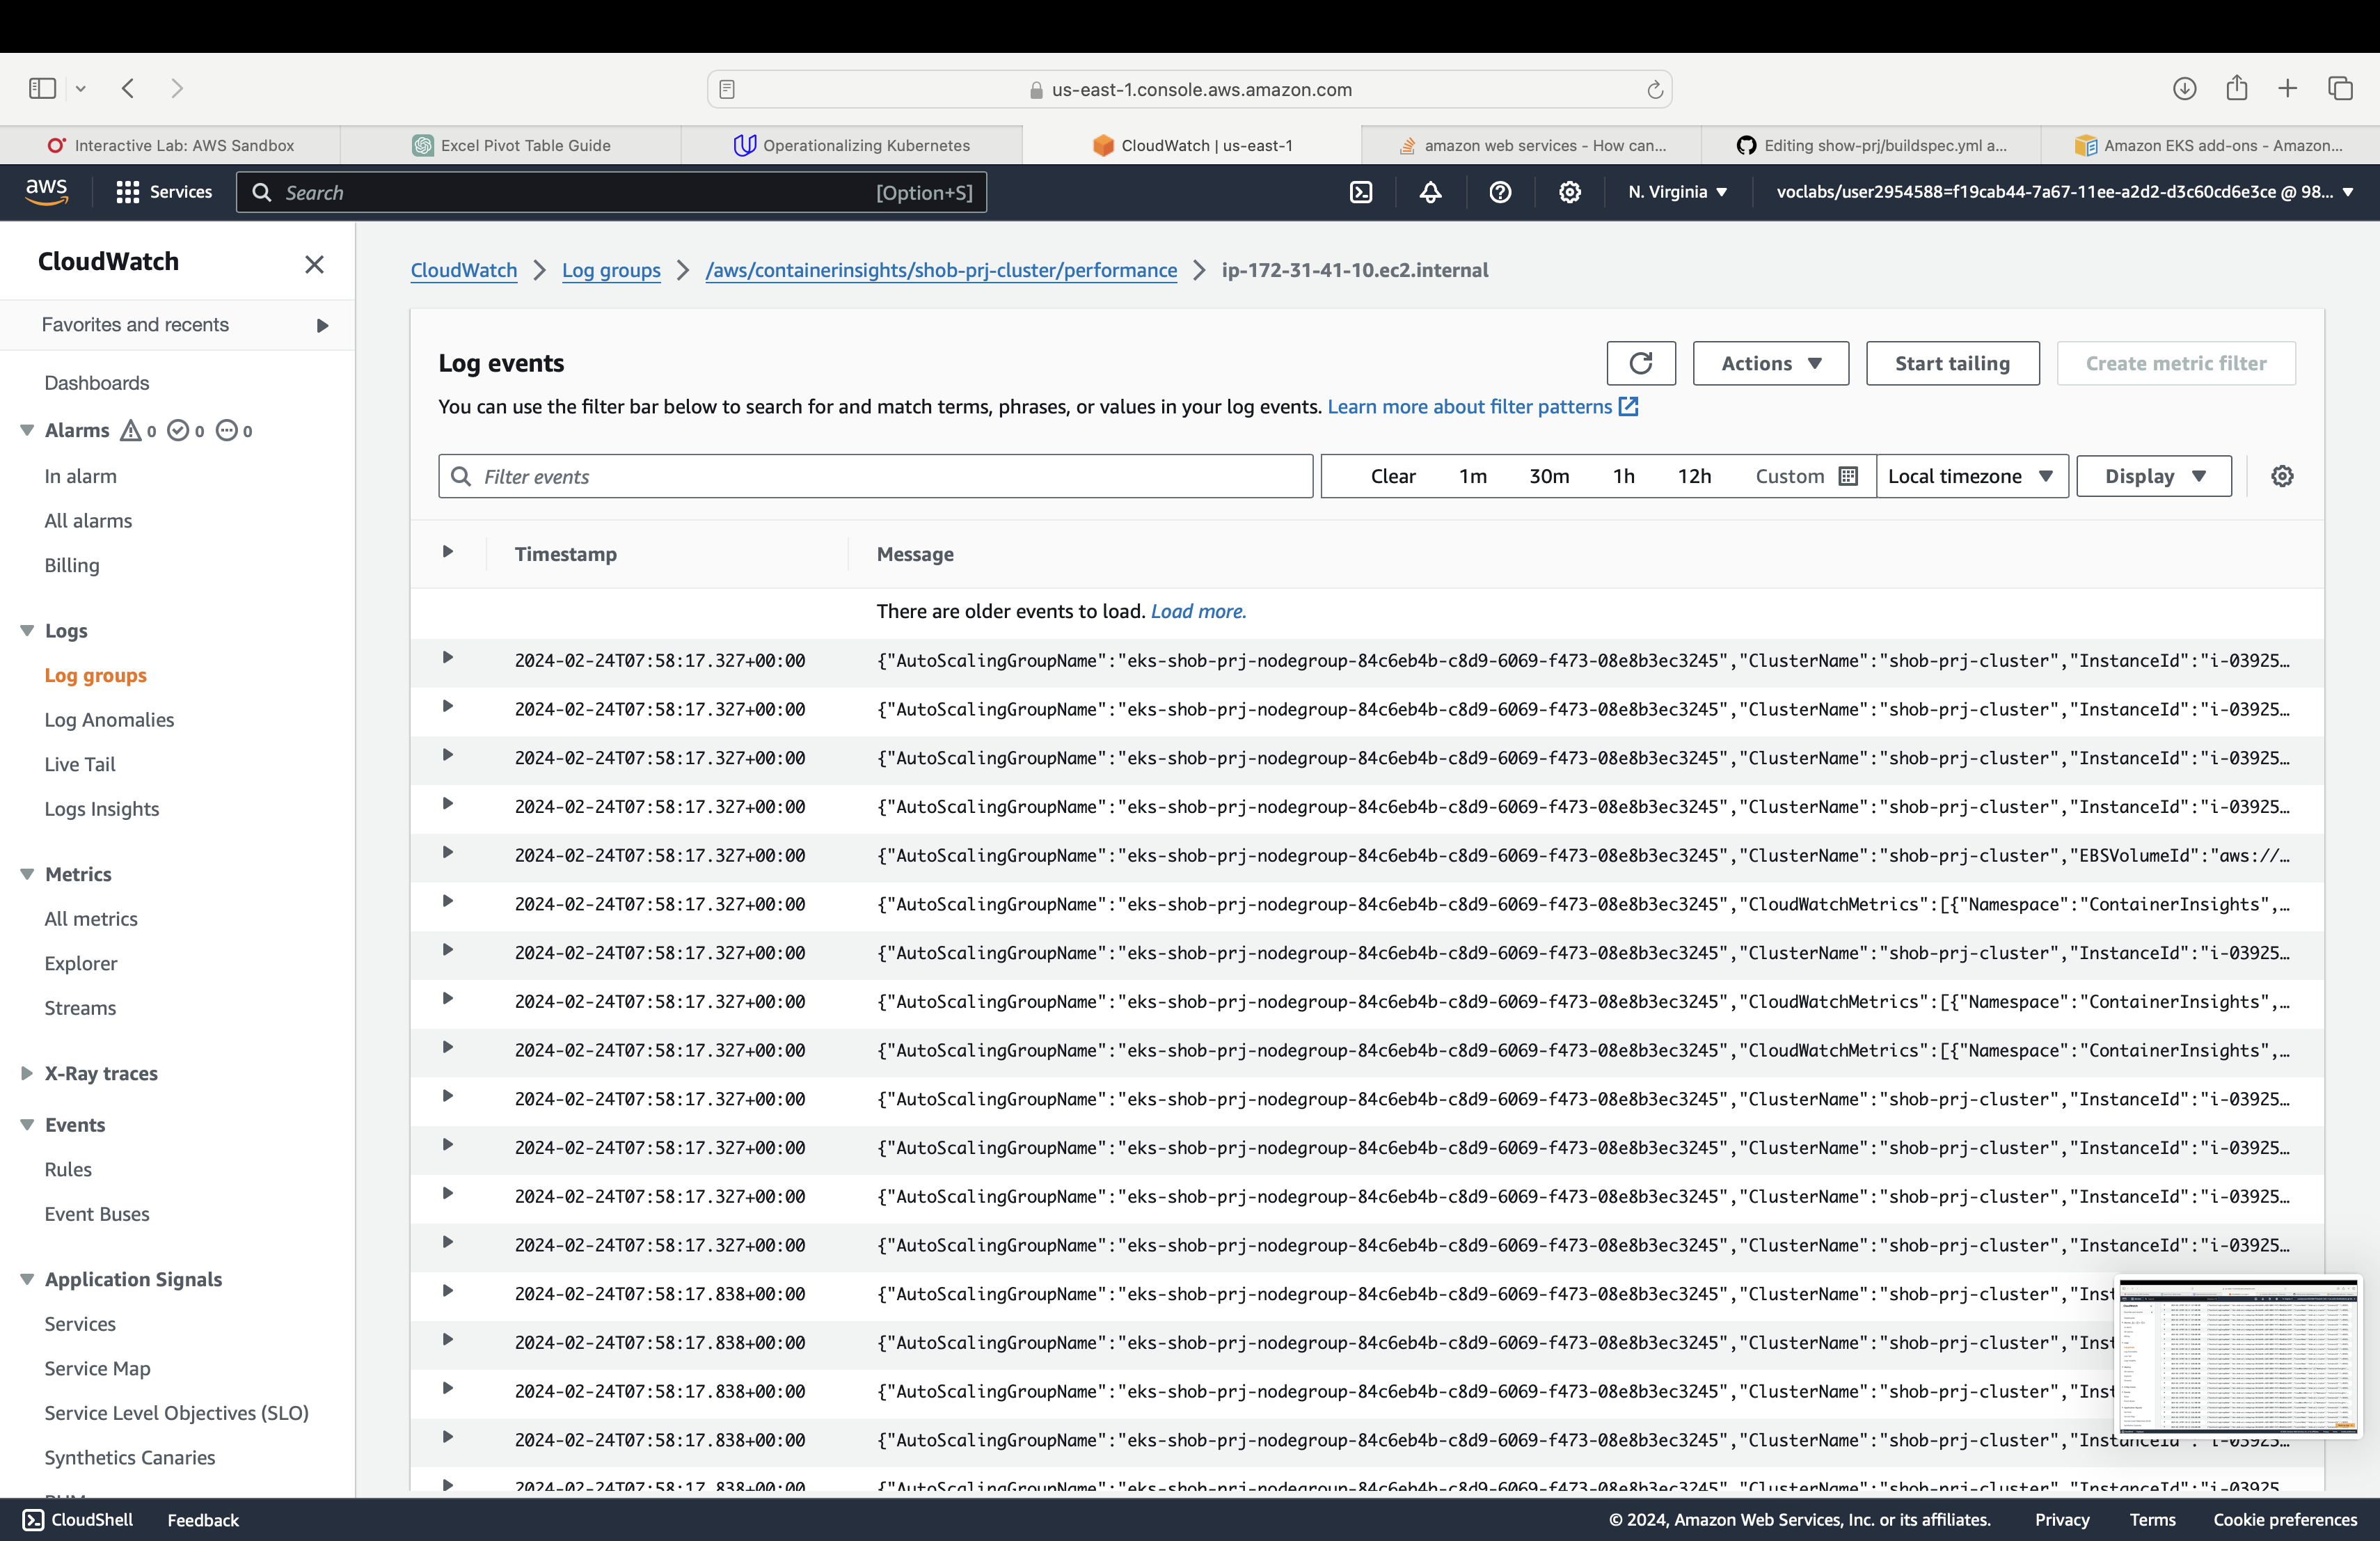 us-east-1.console.aws.amazon.com
Interactive Lab: AWS Sandbox
Excel Pivot Table Guide
Operationalizing Kubernetes
CloudWatch | us-east-1
amazon web services - How can...
Editing show-prj/buildspec.yml a...
Amazon EKS add-ons - Amazon...
aws
Services
Search
[Option+S]
N. Virginia
voclabs/user2954588=f19cab44-7a67-11ee-a2d2-d3c60cd6e3ce @ 98...
CloudWatch
Favorites and recents
Dashboards
Alarms 0 0 0
In alarm
All alarms
Billing
Logs
Log groups
Log Anomalies
Live Tail
Logs Insights
Metrics
All metrics
Explorer
Streams
X-Ray traces
Events
Rules
Event Buses
Application Signals
Services
Service Map
Service Level Objectives (SLO)
Synthetics Canaries
CloudWatch > Log groups > /aws/containerinsights/shob-prj-cluster/performance > ip-172-31-41-10.ec2.internal
Log events
Actions
Start tailing
Create metric filter
You can use the filter bar below to search for and match terms, phrases, or values in your log events. Learn more about filter patterns
Filter events
Clear 1m 30m 1h 12h Custom
Local timezone
Display
Timestamp Message
There are older events to load. Load more.
2024-02-24T07:58:17.327+00:00 {"AutoScalingGroupName":"eks-shob-prj-nodegroup-84c6eb4b-c8d9-6069-f473-08e8b3ec3245","ClusterName":"shob-prj-cluster","InstanceId":"i-03925...
2024-02-24T07:58:17.327+00:00 {"AutoScalingGroupName":"eks-shob-prj-nodegroup-84c6eb4b-c8d9-6069-f473-08e8b3ec3245","ClusterName":"shob-prj-cluster","InstanceId":"i-03925...
2024-02-24T07:58:17.327+00:00 {"AutoScalingGroupName":"eks-shob-prj-nodegroup-84c6eb4b-c8d9-6069-f473-08e8b3ec3245","ClusterName":"shob-prj-cluster","InstanceId":"i-03925...
2024-02-24T07:58:17.327+00:00 {"AutoScalingGroupName":"eks-shob-prj-nodegroup-84c6eb4b-c8d9-6069-f473-08e8b3ec3245","ClusterName":"shob-prj-cluster","InstanceId":"i-03925...
2024-02-24T07:58:17.327+00:00 {"AutoScalingGroupName":"eks-shob-prj-nodegroup-84c6eb4b-c8d9-6069-f473-08e8b3ec3245","ClusterName":"shob-prj-cluster","EBSVolumeId":"aws://...
2024-02-24T07:58:17.327+00:00 {"AutoScalingGroupName":"eks-shob-prj-nodegroup-84c6eb4b-c8d9-6069-f473-08e8b3ec3245","CloudWatchMetrics":[{"Namespace":"ContainerInsights",...
2024-02-24T07:58:17.327+00:00 {"AutoScalingGroupName":"eks-shob-prj-nodegroup-84c6eb4b-c8d9-6069-f473-08e8b3ec3245","ClusterName":"shob-prj-cluster","InstanceId":"i-03925...
2024-02-24T07:58:17.327+00:00 {"AutoScalingGroupName":"eks-shob-prj-nodegroup-84c6eb4b-c8d9-6069-f473-08e8b3ec3245","CloudWatchMetrics":[{"Namespace":"ContainerInsights",...
2024-02-24T07:58:17.327+00:00 {"AutoScalingGroupName":"eks-shob-prj-nodegroup-84c6eb4b-c8d9-6069-f473-08e8b3ec3245","CloudWatchMetrics":[{"Namespace":"ContainerInsights",...
2024-02-24T07:58:17.327+00:00 {"AutoScalingGroupName":"eks-shob-prj-nodegroup-84c6eb4b-c8d9-6069-f473-08e8b3ec3245","ClusterName":"shob-prj-cluster","InstanceId":"i-03925...
2024-02-24T07:58:17.327+00:00 {"AutoScalingGroupName":"eks-shob-prj-nodegroup-84c6eb4b-c8d9-6069-f473-08e8b3ec3245","ClusterName":"shob-prj-cluster","InstanceId":"i-03925...
2024-02-24T07:58:17.327+00:00 {"AutoScalingGroupName":"eks-shob-prj-nodegroup-84c6eb4b-c8d9-6069-f473-08e8b3ec3245","ClusterName":"shob-prj-cluster","InstanceId":"i-03925...
2024-02-24T07:58:17.327+00:00 {"AutoScalingGroupName":"eks-shob-prj-nodegroup-84c6eb4b-c8d9-6069-f473-08e8b3ec3245","ClusterName":"shob-prj-cluster","InstanceId":"i-03925...
2024-02-24T07:58:17.838+00:00 {"AutoScalingGroupName":"eks-shob-prj-nodegroup-84c6eb4b-c8d9-6069-f473-08e8b3ec3245","ClusterName":"shob-prj-cluster","Inst
2024-02-24T07:58:17.838+00:00 {"AutoScalingGroupName":"eks-shob-prj-nodegroup-84c6eb4b-c8d9-6069-f473-08e8b3ec3245","ClusterName":"shob-prj-cluster","Inst
2024-02-24T07:58:17.838+00:00 {"AutoScalingGroupName":"eks-shob-prj-nodegroup-84c6eb4b-c8d9-6069-f473-08e8b3ec3245","ClusterName":"shob-prj-cluster","Inst
2024-02-24T07:58:17.838+00:00 {"AutoScalingGroupName":"eks-shob-prj-nodegroup-84c6eb4b-c8d9-6069-f473-08e8b3ec3245","ClusterName":"shob-prj-cluster","InstanceId":"i-03925...
2024-02-24T07:58:17.838+00:00 {"AutoScalingGroupName":"eks-shob-prj-nodegroup-84c6eb4b-c8d9-6069-f473-08e8b3ec3245","ClusterName":"shob-prj-cluster","InstanceId":"i-03925
CloudShell
Feedback
© 2024, Amazon Web Services, Inc. or its affiliates.
Privacy
Terms
Cookie preferences